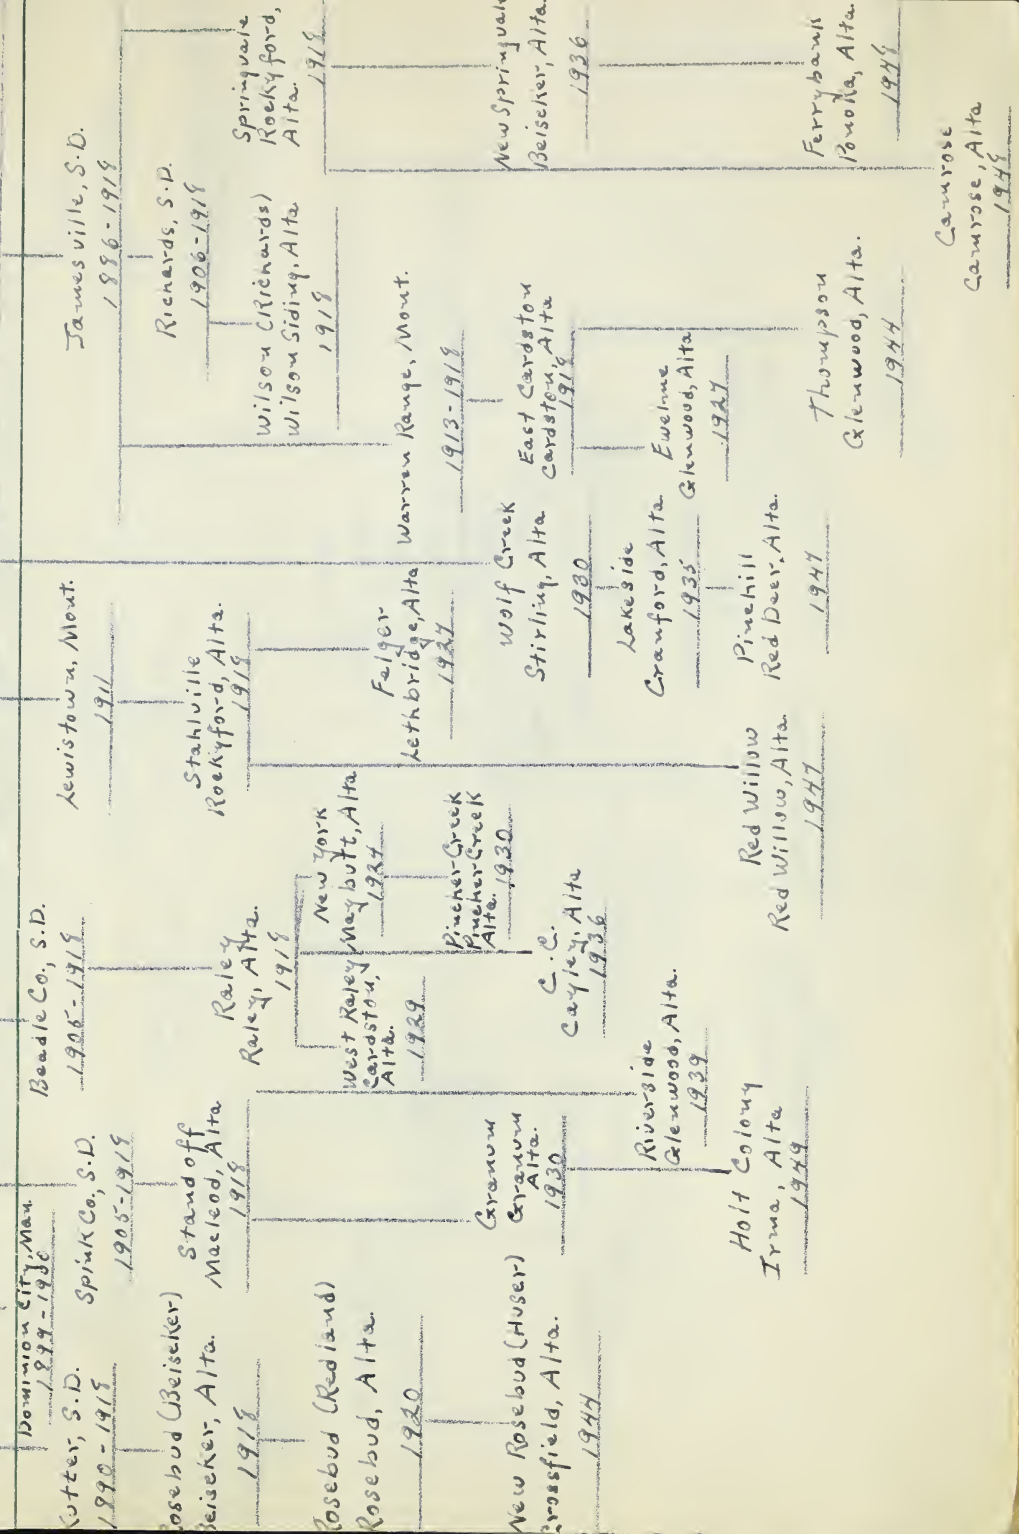 Dominion City, Man.
1899-1900
Kutter, S.D.
1890-1918
Rosebud (Beiseker)
Beiseker, Alta.
1918
Rosebud (Redland)
Rosebud, Alta.
1920
New Rosebud (Huser)
Crossfield, Alta.
1944
Spink Co., S.D.
1905-1918
Standoff
Macleod, Alta
1918
Granum
Granum
Alta.
1930
Riverside
Glenwood, Alta.
1939
Holt Colony
Irma, Alta
1949
Beadle Co., S.D.
1905-1918
Raley
Raley, Alta.
1918
West Raley
Cardston,
Alta.
1929
New York
Maybutt, Alta
1924
Pincher Creek
Pincher Creek
Alta. 1930
C.C.
Cayley, Alta
1936
Lewistown, Mont.
1911
Stahlville
Rockyford, Alta.
1918
Felger
Lethbridge, Alta
1927
Red Willow
Red Willow, Alta.
1947
Wolf Creek
Stirling, Alta
1930
Lakeside
Cranford, Alta
1935
Pinehill
Red Deer, Alta.
1947
Jamesville, S.D.
1896-1918
Richards, S.D.
1906-1918
Wilson (Richards)
Wilson Siding, Alta
1918
Warren Range, Mont.
1913-1918
East Cardston
Cardston, Alta
1918
Ewelme
Glenwood, Alta
1927
Thompson
Glenwood, Alta.
1944
Springvale
Rockyford,
Alta.
1918
New Springvale
Beiseker, Alta.
1936
Ferrybank
Ponoka, Alta.
1948
Camrose
Camrose, Alta
1948